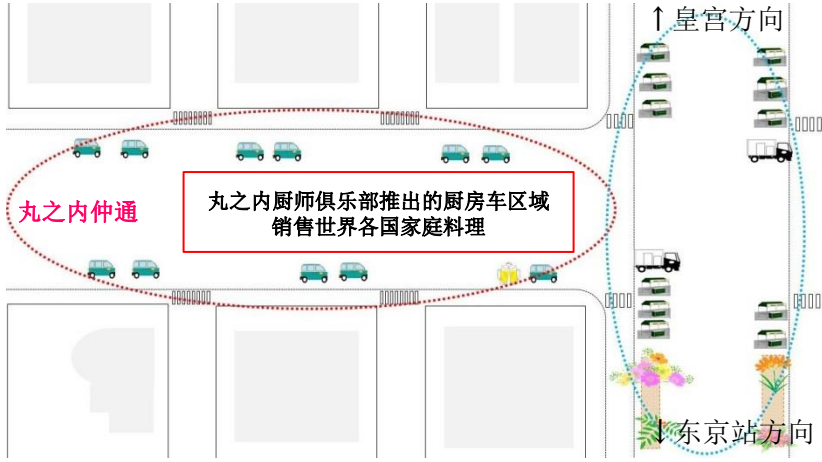 ↑皇宫方向
丸之内仲通
丸之内厨师俱乐部推出的厨房车区域
销售世界各国家庭料理
↓东京站方向